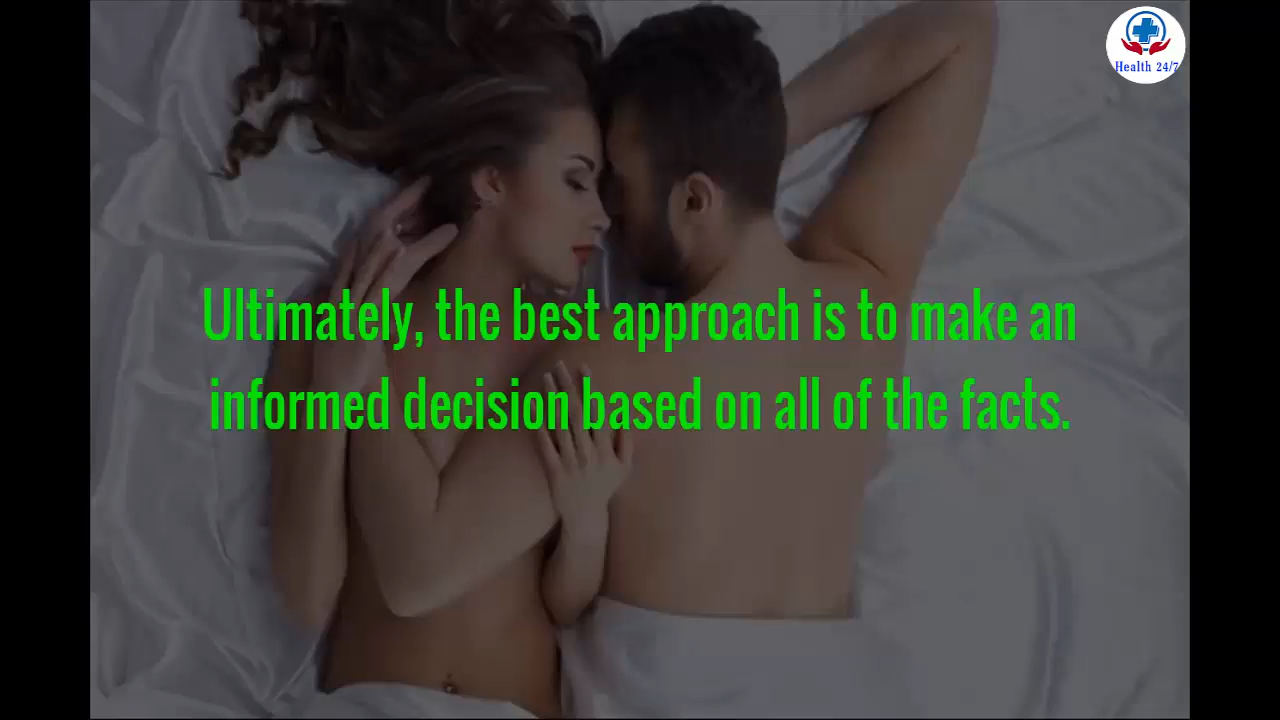 Health 24/7
Ultimately, the best approach is to make an
informed decision based on all of the facts.